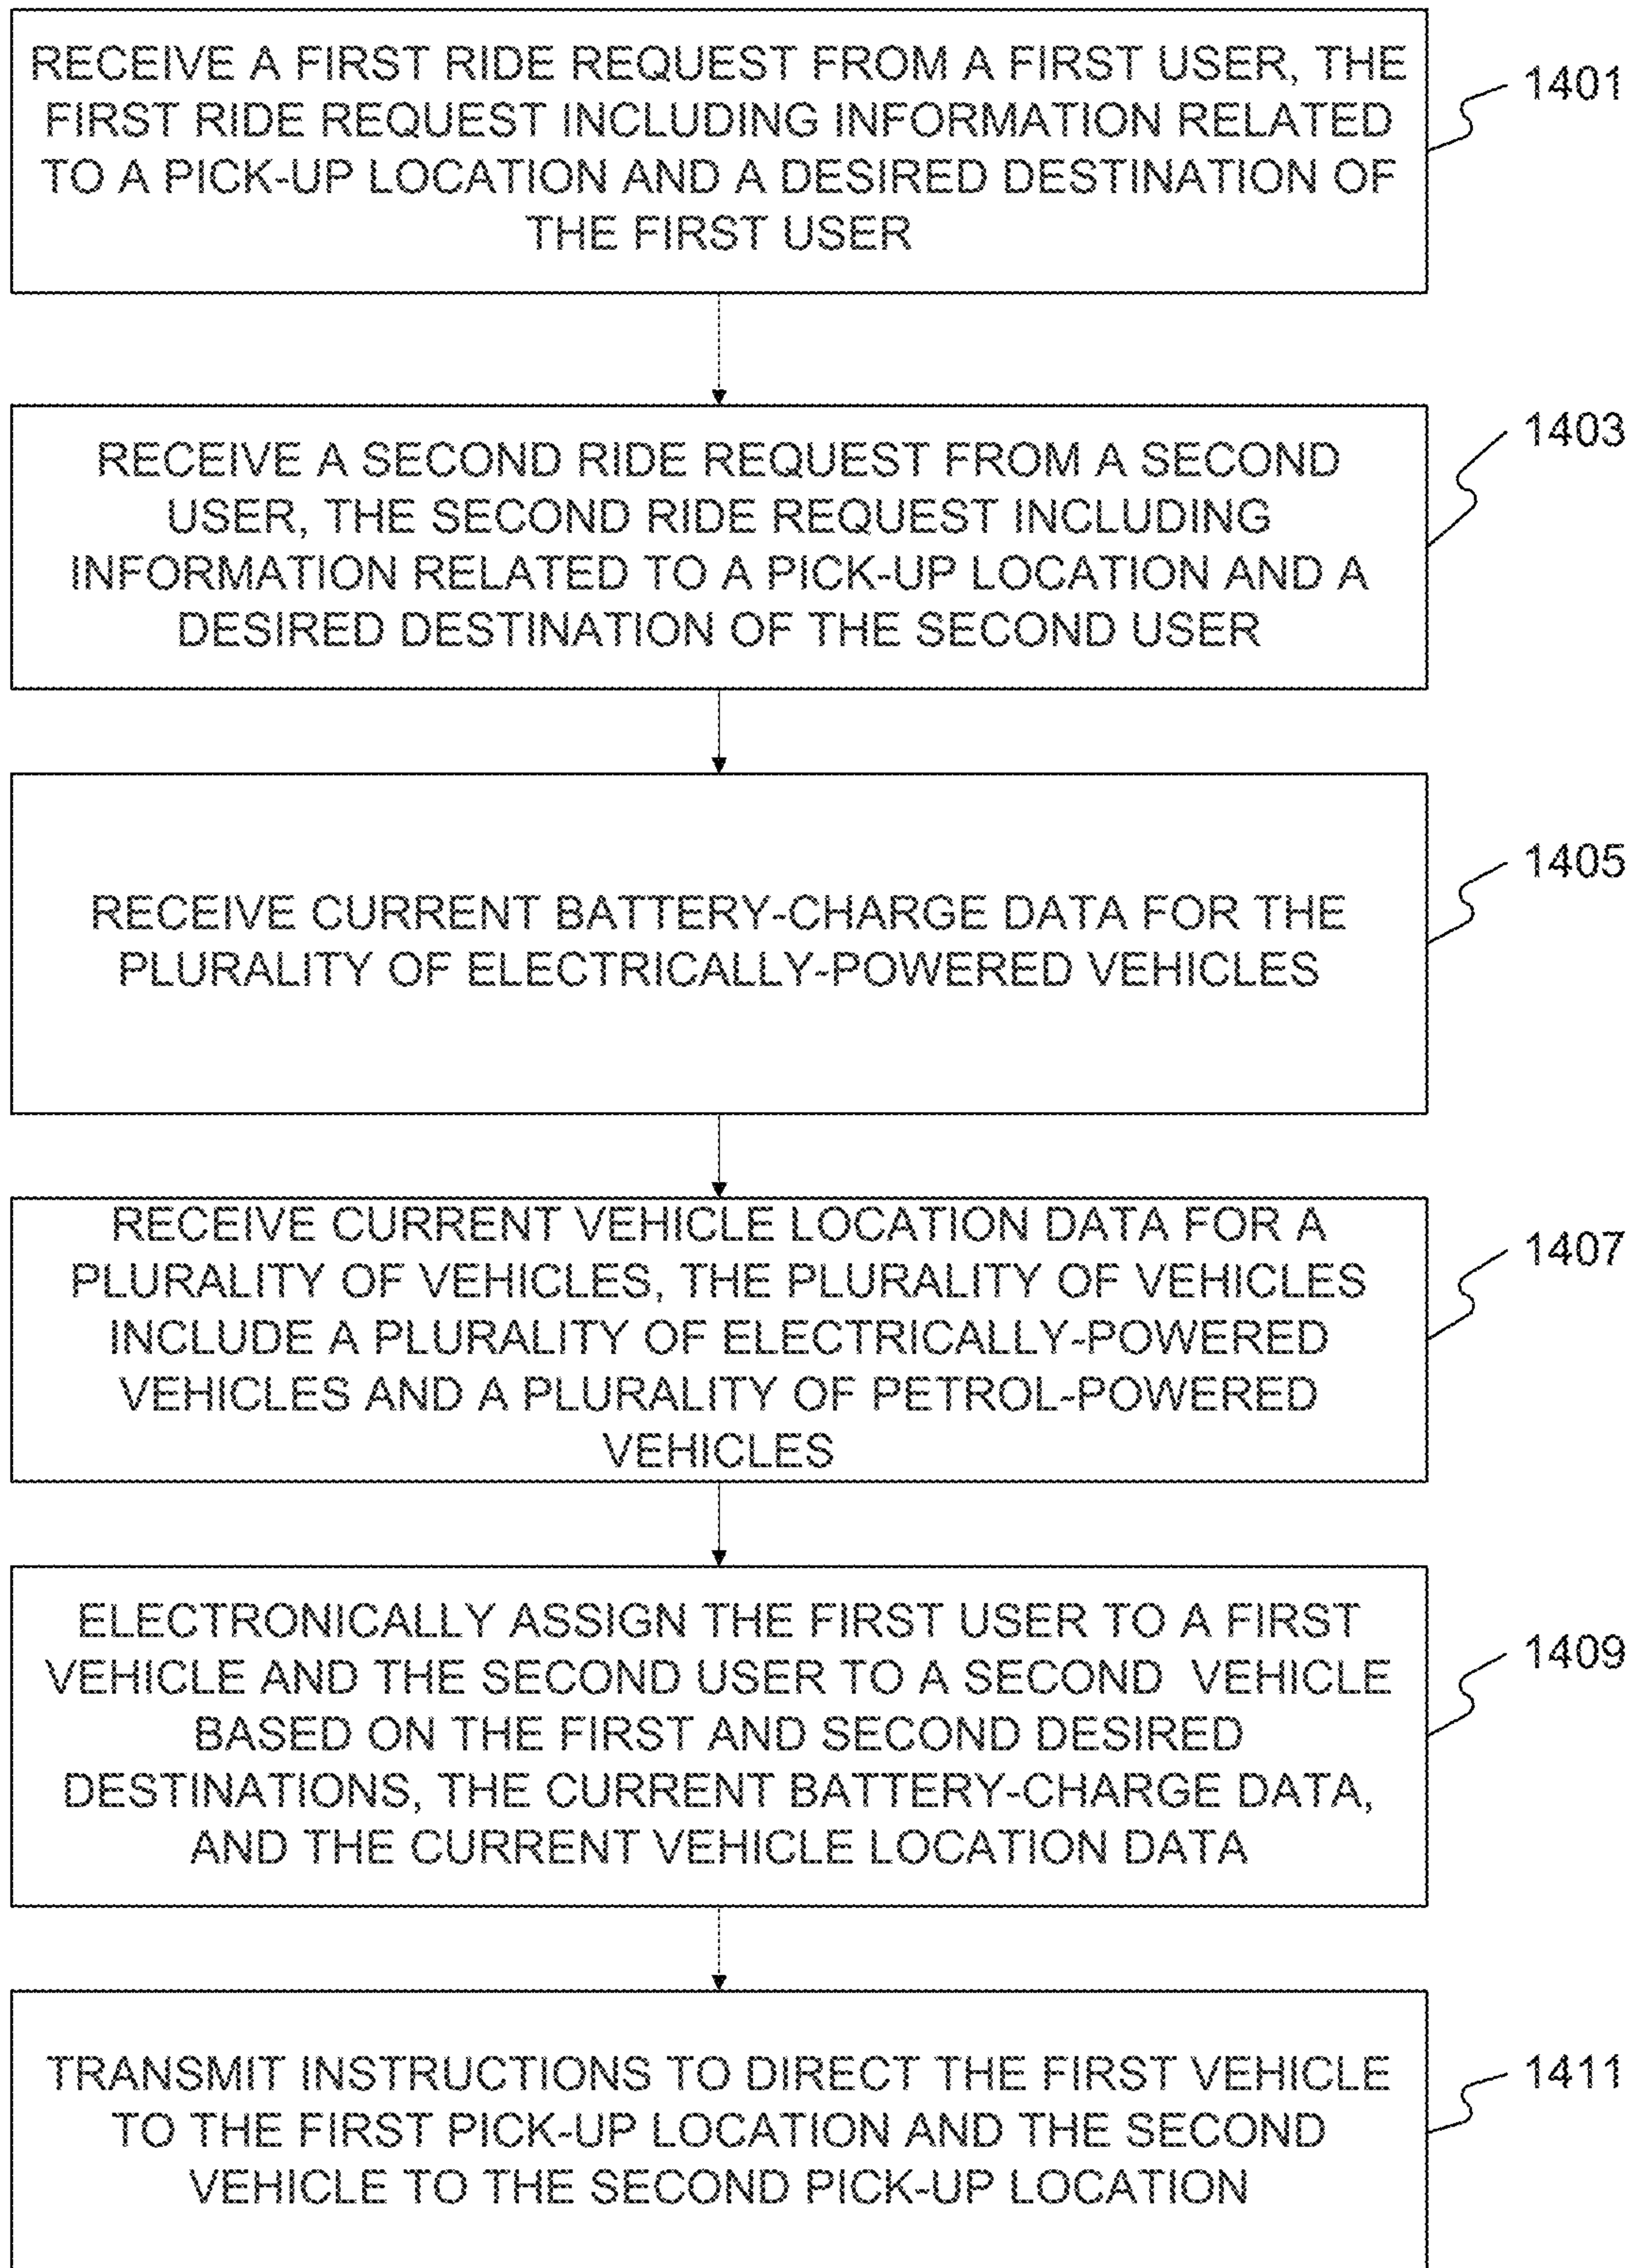 RECEIVE A FIRST RIDE REQUEST FROM A FIRST USER, THE
FIRST RIDE REQUEST INCLUDING INFORMATION RELATED
TO A PICK-UP LOCATION AND A DESIRED DESTINATION OF
THE FIRST USER
1401
RECEIVE A SECOND RIDE REQUEST FROM A SECOND
USER, THE SECOND RIDE REQUEST INCLUDING
INFORMATION RELATED TO A PICK-UP LOCATION AND A
DESIRED DESTINATION OF THE SECOND USER
1403
RECEIVE CURRENT BATTERY-CHARGE DATA FOR THE
PLURALITY OF ELECTRICALLY-POWERED VEHICLES
1405
RECEIVE CURRENT VEHICLE LOCATION DATA FOR A
PLURALITY OF VEHICLES, THE PLURALITY OF VEHICLES
INCLUDE A PLURALITY OF ELECTRICALLY-POWERED
VEHICLES AND A PLURALITY OF PETROL-POWERED
VEHICLES
1407
ELECTRONICALLY ASSIGN THE FIRST USER TO A FIRST
VEHICLE AND THE SECOND USER TO A SECOND VEHICLE
BASED ON THE FIRST AND SECOND DESIRED
DESTINATIONS, THE CURRENT BATTERY-CHARGE DATA,
AND THE CURRENT VEHICLE LOCATION DATA
1409
TRANSMIT INSTRUCTIONS TO DIRECT THE FIRST VEHICLE
TO THE FIRST PICK-UP LOCATION AND THE SECOND
VEHICLE TO THE SECOND PICK-UP LOCATION
1411